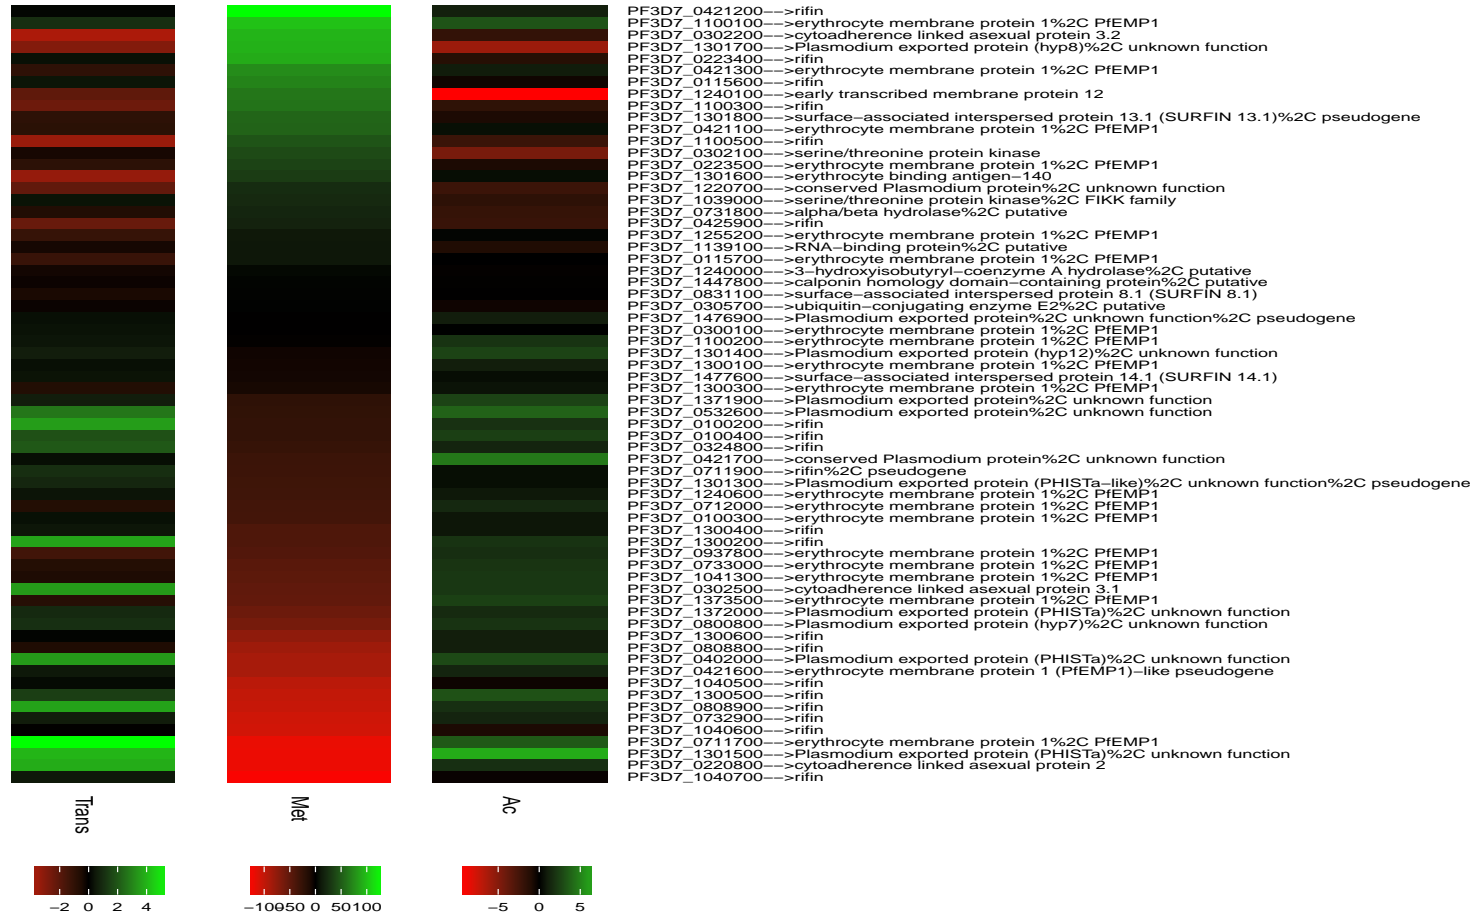 PF3D7_0421200−−>rifin
PF3D7_1100100−−>erythrocyte membrane protein 1%2C PfEMP1
PF3D7_0302200−−>cytoadherence linked asexual protein 3.2
PF3D7_1301700−−>Plasmodium exported protein (hyp8)%2C unknown function
PF3D7_0223400−−>rifin
PF3D7_0421300−−>erythrocyte membrane protein 1%2C PfEMP1
PF3D7_0115600−−>rifin
PF3D7_1240100−−>early transcribed membrane protein 12
PF3D7_1100300−−>rifin
PF3D7_1301800−−>surface−associated interspersed protein 13.1 (SURFIN 13.1)%2C pseudogene
PF3D7_0421100−−>erythrocyte membrane protein 1%2C PfEMP1
PF3D7_1100500−−>rifin
PF3D7_0302100−−>serine/threonine protein kinase
PF3D7_0223500−−>erythrocyte membrane protein 1%2C PfEMP1
PF3D7_1301600−−>erythrocyte binding antigen−140
PF3D7_1220700−−>conserved Plasmodium protein%2C unknown function
PF3D7_1039000−−>serine/threonine protein kinase%2C FIKK family
PF3D7_0731800−−>alpha/beta hydrolase%2C putative
PF3D7_0425900−−>rifin
PF3D7_1255200−−>erythrocyte membrane protein 1%2C PfEMP1
PF3D7_1139100−−>RNA−binding protein%2C putative
PF3D7_0115700−−>erythrocyte membrane protein 1%2C PfEMP1
PF3D7_1240000−−>3−hydroxyisobutyryl−coenzyme A hydrolase%2C putative
PF3D7_1447800−−>calponin homology domain−containing protein%2C putative
PF3D7_0831100−−>surface−associated interspersed protein 8.1 (SURFIN 8.1)
PF3D7_0305700−−>ubiquitin−conjugating enzyme E2%2C putative
PF3D7_1476900−−>Plasmodium exported protein%2C unknown function%2C pseudogene
PF3D7_0300100−−>erythrocyte membrane protein 1%2C PfEMP1
PF3D7_1100200−−>erythrocyte membrane protein 1%2C PfEMP1
PF3D7_1301400−−>Plasmodium exported protein (hyp12)%2C unknown function
PF3D7_1300100−−>erythrocyte membrane protein 1%2C PfEMP1
PF3D7_1477600−−>surface−associated interspersed protein 14.1 (SURFIN 14.1)
PF3D7_1300300−−>erythrocyte membrane protein 1%2C PfEMP1
PF3D7_1371900−−>Plasmodium exported protein%2C unknown function
PF3D7_0532600−−>Plasmodium exported protein%2C unknown function
PF3D7_0100200−−>rifin
PF3D7_0100400−−>rifin
PF3D7_0324800−−>rifin
PF3D7_0421700−−>conserved Plasmodium protein%2C unknown function
PF3D7_0711900−−>rifin%2C pseudogene
PF3D7_1301300−−>Plasmodium exported protein (PHISTa−like)%2C unknown function%2C pseudogene
PF3D7_1240600−−>erythrocyte membrane protein 1%2C PfEMP1
PF3D7_0712000−−>erythrocyte membrane protein 1%2C PfEMP1
PF3D7_0100300−−>erythrocyte membrane protein 1%2C PfEMP1
PF3D7_1300400−−>rifin
PF3D7_1300200−−>rifin
PF3D7_0937800−−>erythrocyte membrane protein 1%2C PfEMP1
PF3D7_0733000−−>erythrocyte membrane protein 1%2C PfEMP1
PF3D7_1041300−−>erythrocyte membrane protein 1%2C PfEMP1
PF3D7_0302500−−>cytoadherence linked asexual protein 3.1
PF3D7_1373500−−>erythrocyte membrane protein 1%2C PfEMP1
PF3D7_1372000−−>Plasmodium exported protein (PHISTa)%2C unknown function
PF3D7_0800800−−>Plasmodium exported protein (hyp7)%2C unknown function
PF3D7_1300600−−>rifin
PF3D7_0808800−−>rifin
PF3D7_0402000−−>Plasmodium exported protein (PHISTa)%2C unknown function
PF3D7_0421600−−>erythrocyte membrane protein 1 (PfEMP1)−like pseudogene
PF3D7_1040500−−>rifin
PF3D7_1300500−−>rifin
PF3D7_0808900−−>rifin
PF3D7_0732900−−>rifin
PF3D7_1040600−−>rifin
PF3D7_0711700−−>erythrocyte membrane protein 1%2C PfEMP1
PF3D7_1301500−−>Plasmodium exported protein (PHISTa)%2C unknown function
PF3D7_0220800−−>cytoadherence linked asexual protein 2
PF3D7_1040700−−>rifin
Trans Met Ac
−2 0 2 4 −100 −50 0 50 100 −5 0 5